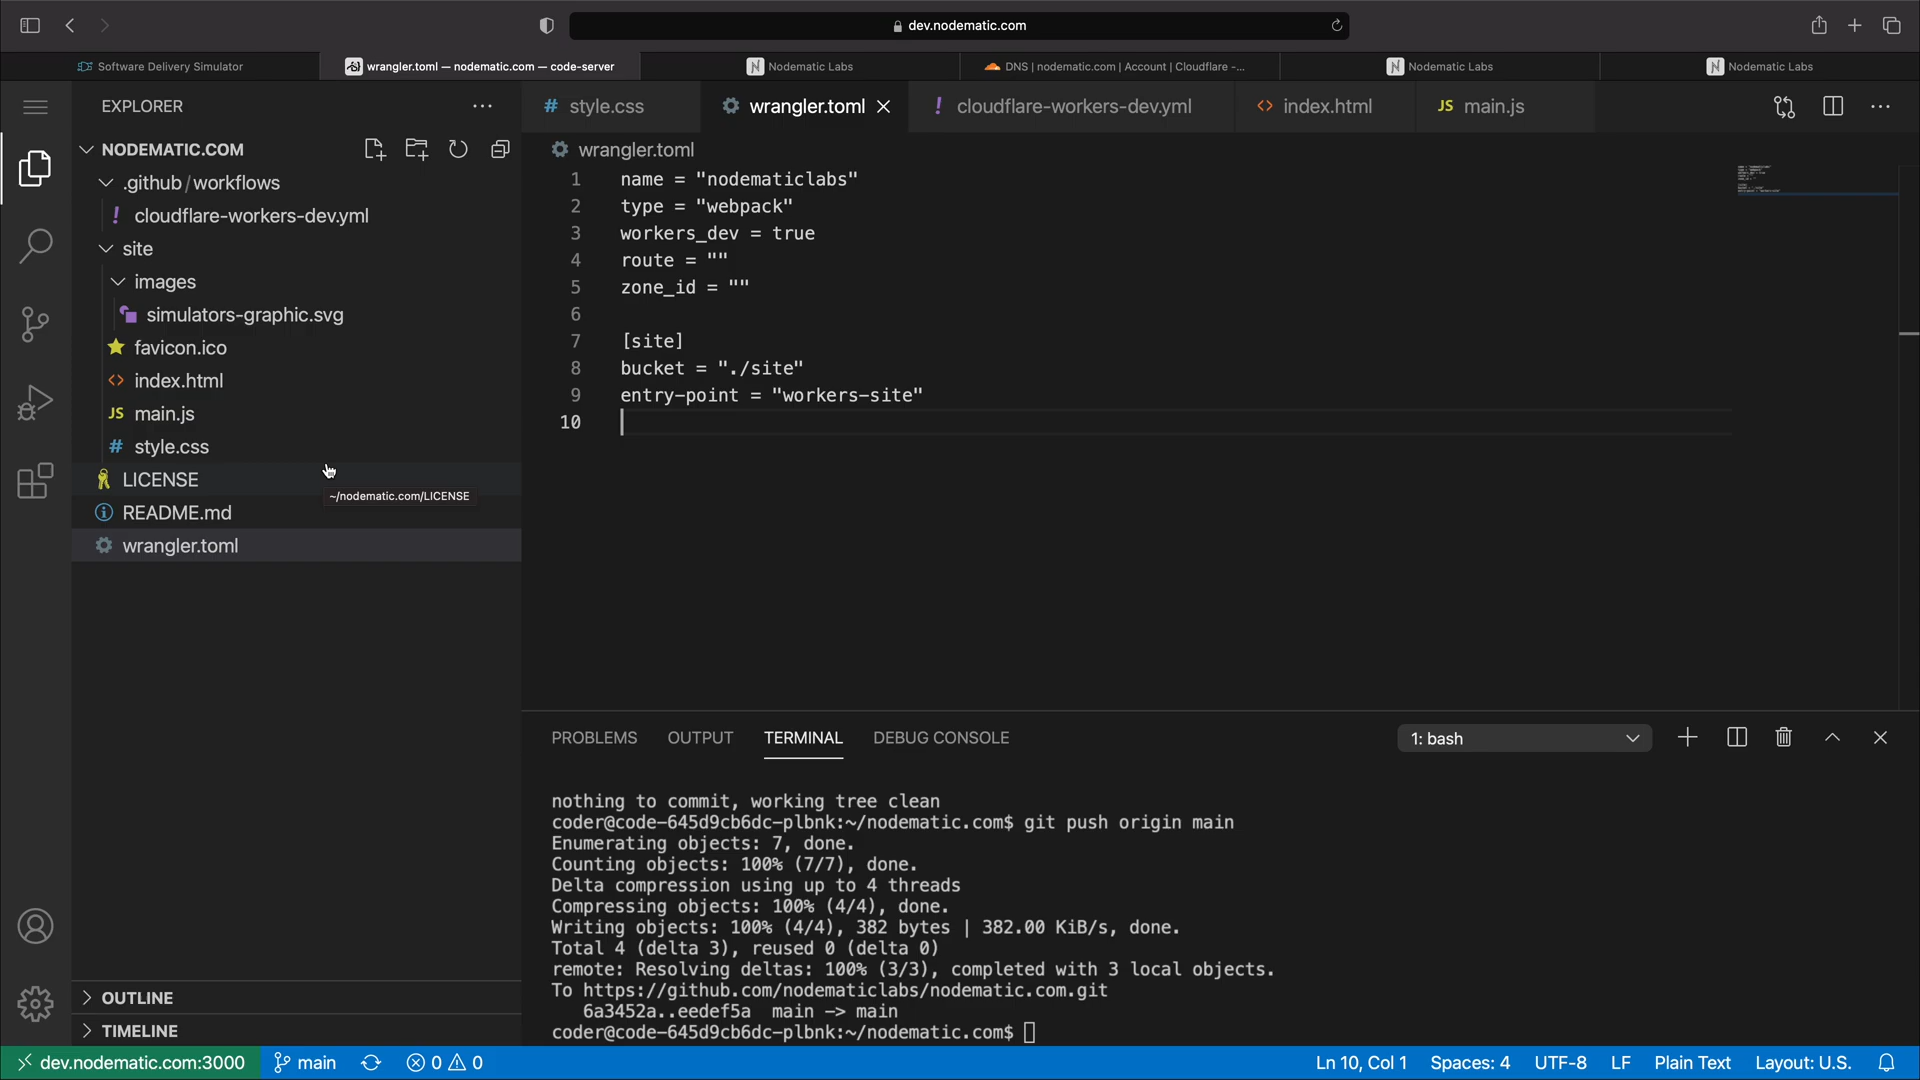 dev.nodematic.com
Software Delivery Simulator
wrangler.toml — nodematic.com — code-server
Nodematic Labs
DNS | nodematic.com | Account | Cloudflare -...
Nodematic Labs
Nodematic Labs
EXPLORER
style.css
wrangler.toml
cloudflare-workers-dev.yml
index.html
JS main.js
NODEMATIC.COM
.github/workflows
! cloudflare-workers-dev.yml
site
images
simulators-graphic.svg
favicon.ico
<> index.html
JS main.js
# style.css
LICENSE
~/nodematic.com/LICENSE
README.md
wrangler.toml
OUTLINE
TIMELINE
wrangler.toml
1 name = "nodematiclabs"
2 type = "webpack"
3 workers_dev = true
4 route = ""
5 zone_id = ""
6
7 [site]
8 bucket = "./site"
9 entry-point = "workers-site"
10
PROBLEMS OUTPUT TERMINAL DEBUG CONSOLE
1: bash
nothing to commit, working tree clean
coder@code-645d9cb6dc-plbnk:~/nodematic.com$ git push origin main
Enumerating objects: 7, done.
Counting objects: 100% (7/7), done.
Delta compression using up to 4 threads
Compressing objects: 100% (4/4), done.
Writing objects: 100% (4/4), 382 bytes | 382.00 KiB/s, done.
Total 4 (delta 3), reused 0 (delta 0)
remote: Resolving deltas: 100% (3/3), completed with 3 local objects.
To https://github.com/nodematiclabs/nodematic.com.git
6a3452a..eedef5a main -> main
coder@code-645d9cb6dc-plbnk:~/nodematic.com$
dev.nodematic.com:3000 main 0 0 Ln 10, Col 1 Spaces: 4 UTF-8 LF Plain Text Layout: U.S.